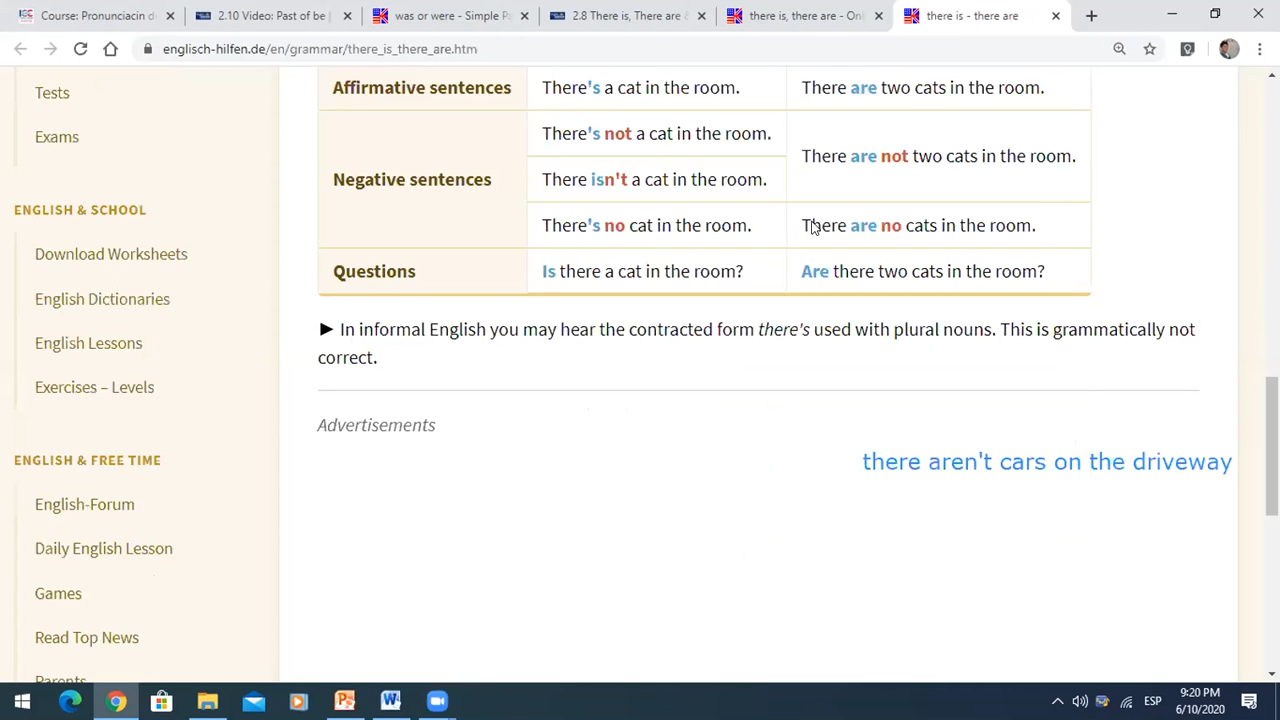 Course: Pronunciacin de
2.10 Video: Past of be |
was or were - Simple Pa
2.8 There is, There are &
there is, there are - Onl
there is - there are
englisch-hilfen.de/en/grammar/there_is_there_are.htm
Tests
Exams
ENGLISH & SCHOOL
Download Worksheets
English Dictionaries
English Lessons
Exercises – Levels
ENGLISH & FREE TIME
English-Forum
Daily English Lesson
Games
Read Top News
Parents
Affirmative sentences
There's a cat in the room.
There are two cats in the room.
Negative sentences
There's not a cat in the room.
There are not two cats in the room.
There isn't a cat in the room.
There's no cat in the room.
There are no cats in the room.
Questions
Is there a cat in the room?
Are there two cats in the room?
► In informal English you may hear the contracted form there's used with plural nouns. This is grammatically not
correct.
Advertisements
there aren't cars on the driveway
ESP
9:20 PM
6/10/2020